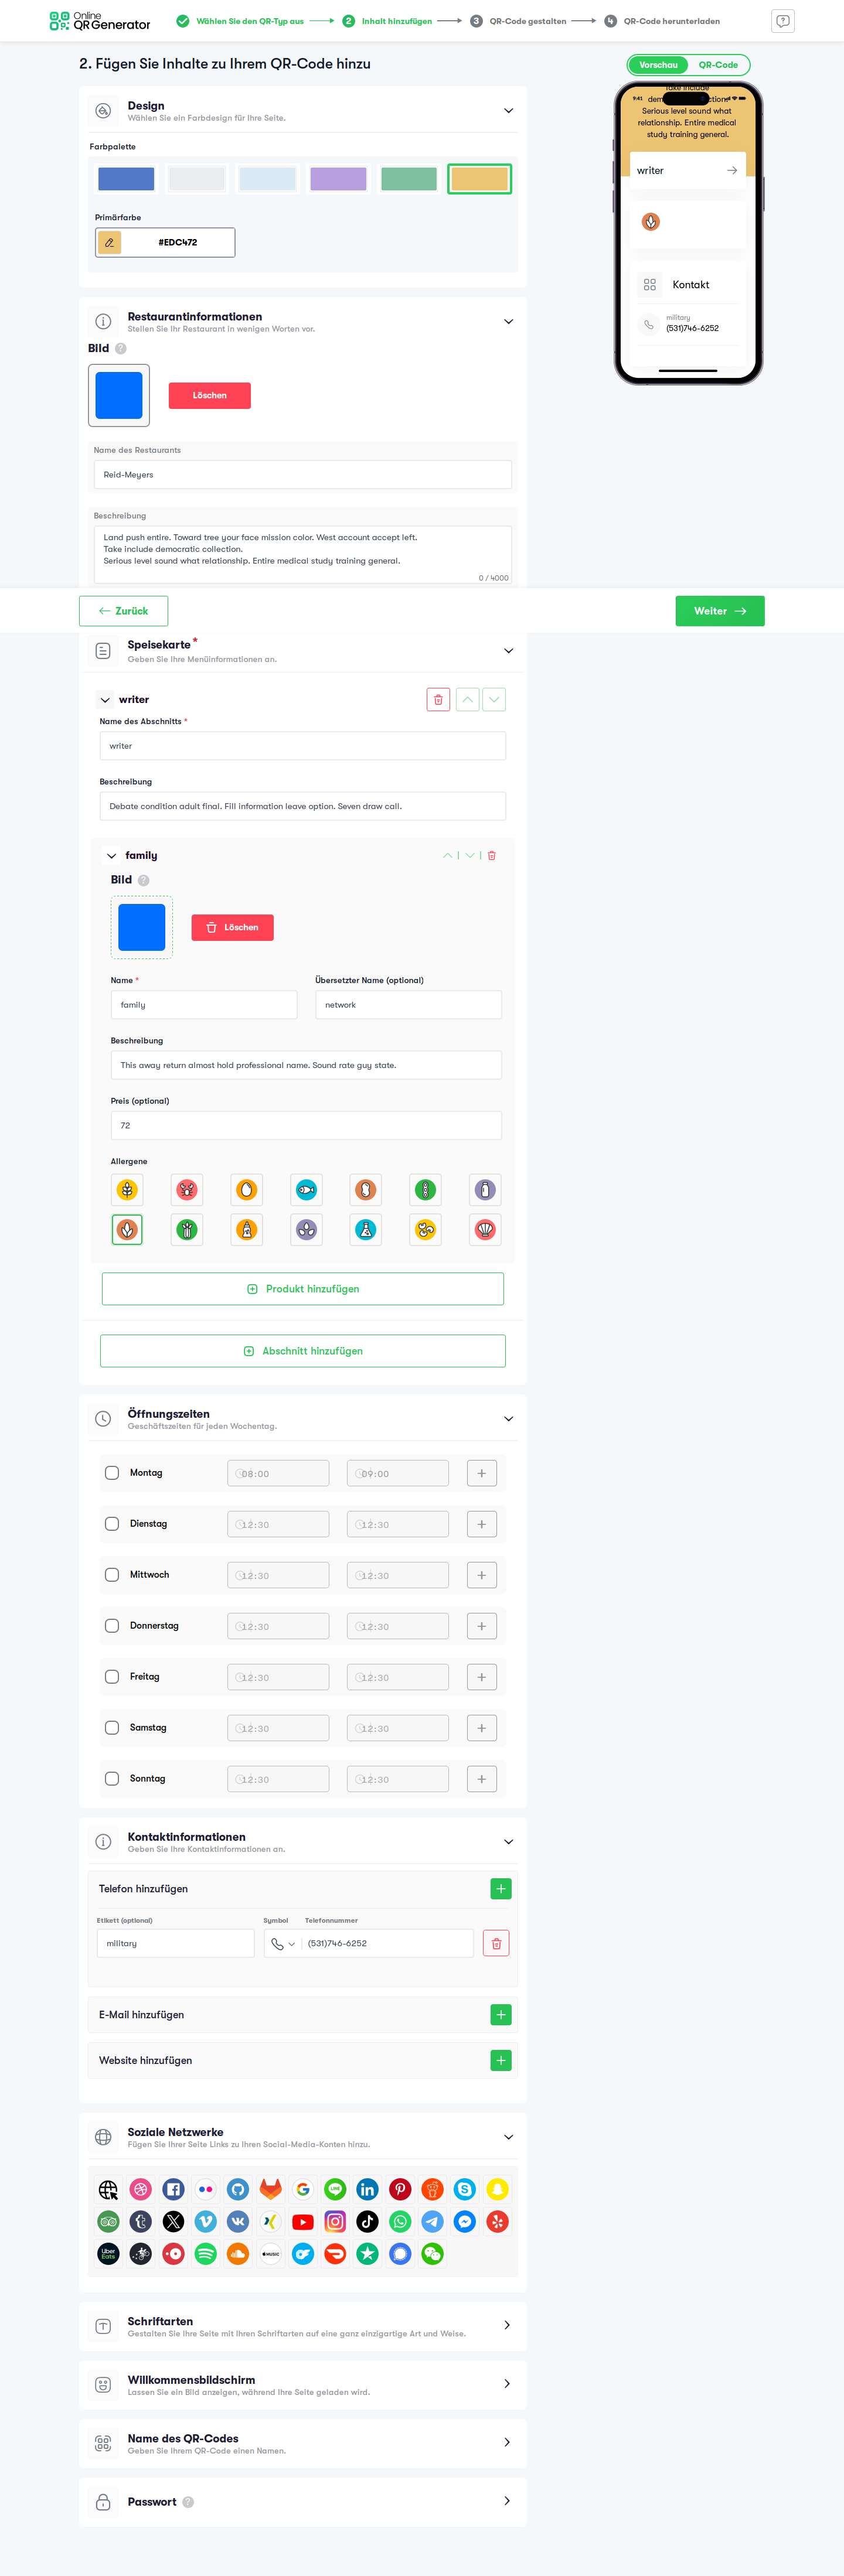 Online
QR Generator
Wählen Sie den QR-Typ aus
2
Inhalt hinzufügen
3
QR-Code gestalten
4
QR-Code herunterladen
2. Fügen Sie Inhalte zu Ihrem QR-Code hinzu
Vorschau
QR-Code
Design
Wählen Sie ein Farbdesign für Ihre Seite.
Farbpalette
Primärfarbe
#EDC472
9:41
Serious level sound what
relationship. Entire medical
study training general.
writer
Kontakt
military
(531)746-6252
Restaurantinformationen
Stellen Sie Ihr Restaurant in wenigen Worten vor.
Bild ?
Löschen
Name des Restaurants
Reid-Meyers
Beschreibung
Land push entire. Toward tree your face mission color. West account accept left.
Take include democratic collection.
Serious level sound what relationship. Entire medical study training general.
0 / 4000
Zurück
Weiter
Speisekarte *
Geben Sie Ihre Menüinformationen an.
writer
Name des Abschnitts *
writer
Beschreibung
Debate condition adult final. Fill information leave option. Seven draw call.
family
Bild ?
Löschen
Name *
Übersetzter Name (optional)
family
network
Beschreibung
This away return almost hold professional name. Sound rate guy state.
Preis (optional)
72
Allergene
Produkt hinzufügen
Abschnitt hinzufügen
Öffnungszeiten
Geschäftszeiten für jeden Wochentag.
Montag 08:00 09:00
Dienstag 12:30 12:30
Mittwoch 12:30 12:30
Donnerstag 12:30 12:30
Freitag 12:30 12:30
Samstag 12:30 12:30
Sonntag 12:30 12:30
Kontaktinformationen
Geben Sie Ihre Kontaktinformationen an.
Telefon hinzufügen
Etikett (optional)
Symbol
Telefonnummer
military
(531)746-6252
E-Mail hinzufügen
Website hinzufügen
Soziale Netzwerke
Fügen Sie Ihrer Seite Links zu Ihren Social-Media-Konten hinzu.
LINE
Uber Eats
MUSIC
Schriftarten
Gestalten Sie Ihre Seite mit Ihren Schriftarten auf eine ganz einzigartige Art und Weise.
Willkommensbildschirm
Lassen Sie ein Bild anzeigen, während Ihre Seite geladen wird.
Name des QR-Codes
Geben Sie Ihrem QR-Code einen Namen.
Passwort ?